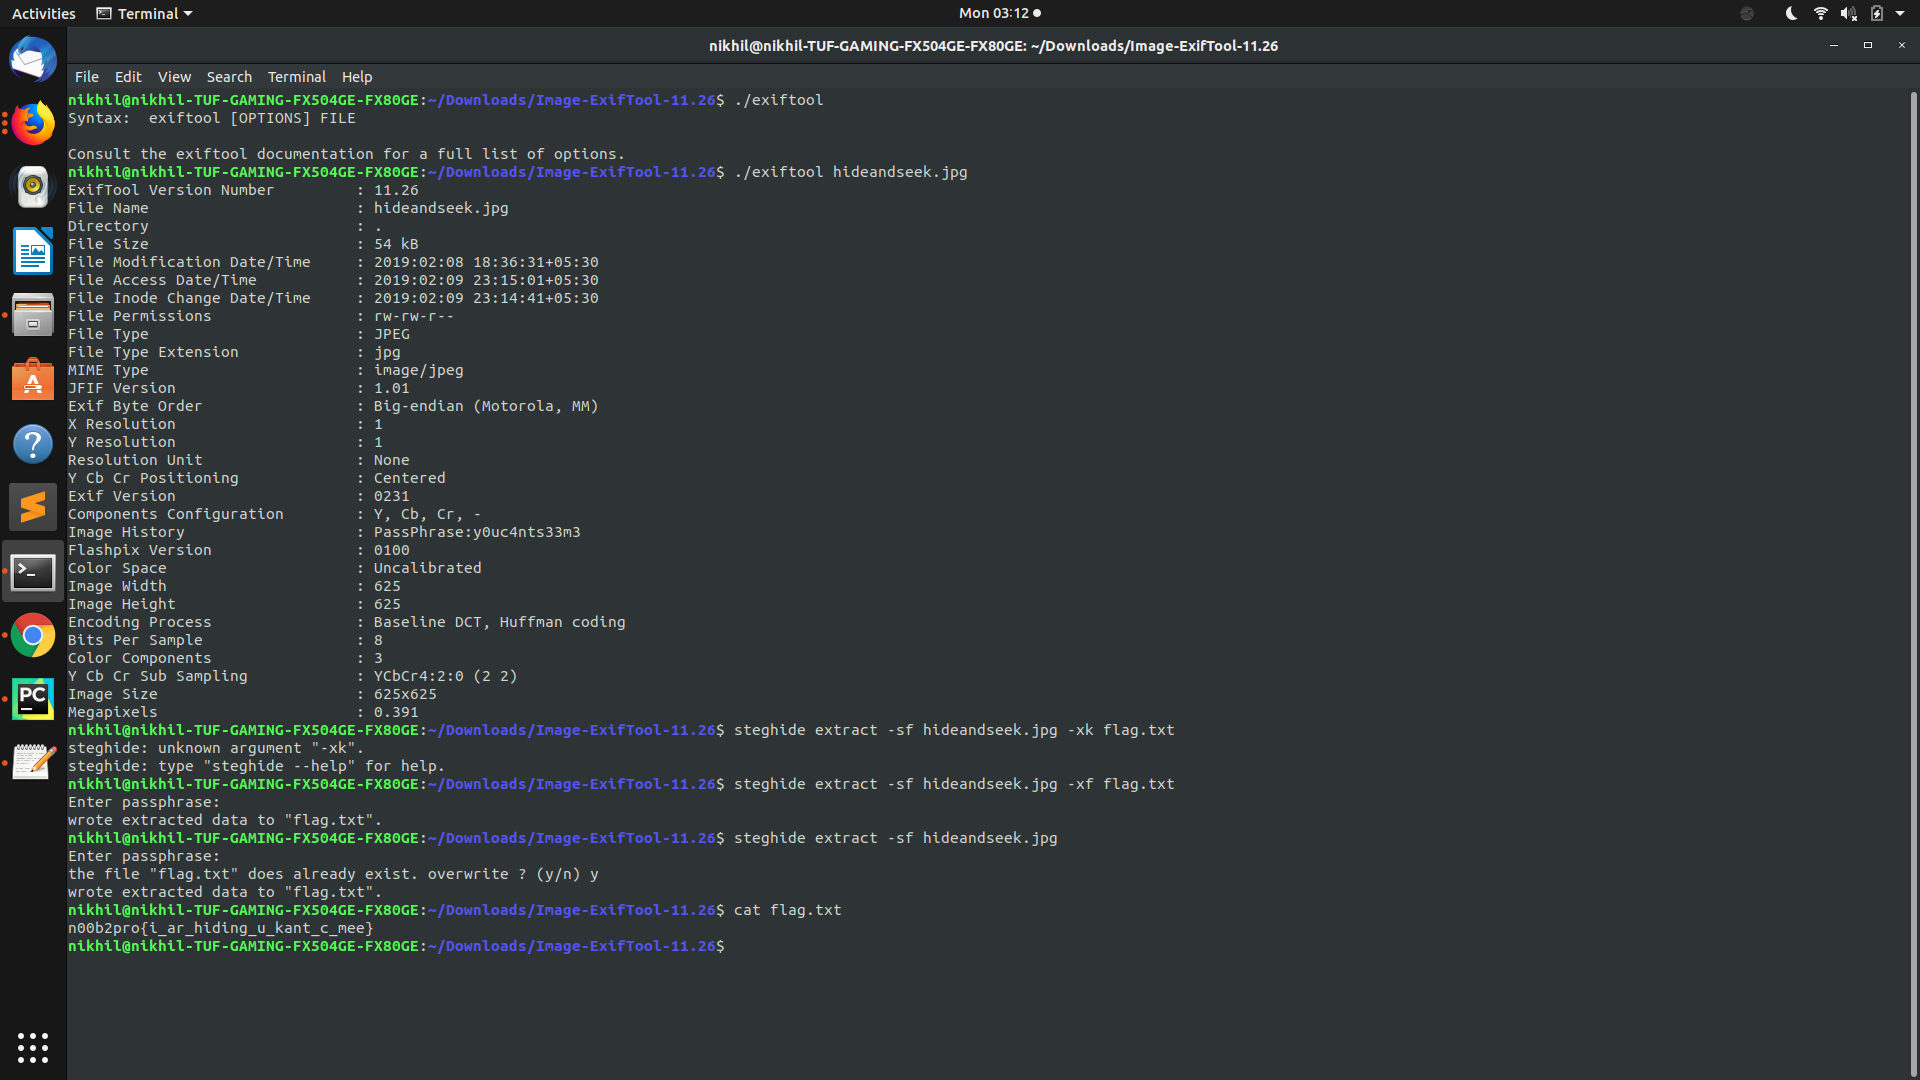 Activities Terminal Mon 03:12
nikhil@nikhil-TUF-GAMING-FX504GE-FX80GE: ~/Downloads/Image-ExifTool-11.26
File Edit View Search Terminal Help
nikhil@nikhil-TUF-GAMING-FX504GE-FX80GE:~/Downloads/Image-ExifTool-11.26$ ./exiftool
Syntax:  exiftool [OPTIONS] FILE
Consult the exiftool documentation for a full list of options.
nikhil@nikhil-TUF-GAMING-FX504GE-FX80GE:~/Downloads/Image-ExifTool-11.26$ ./exiftool hideandseek.jpg
ExifTool Version Number         : 11.26
File Name                       : hideandseek.jpg
Directory                       : .
File Size                       : 54 kB
File Modification Date/Time     : 2019:02:08 18:36:31+05:30
File Access Date/Time           : 2019:02:09 23:15:01+05:30
File Inode Change Date/Time     : 2019:02:09 23:14:41+05:30
File Permissions                : rw-rw-r--
File Type                       : JPEG
File Type Extension             : jpg
MIME Type                       : image/jpeg
JFIF Version                    : 1.01
Exif Byte Order                 : Big-endian (Motorola, MM)
X Resolution                    : 1
Y Resolution                    : 1
Resolution Unit                 : None
Y Cb Cr Positioning             : Centered
Exif Version                    : 0231
Components Configuration        : Y, Cb, Cr, -
Image History                   : PassPhrase:y0uc4nts33m3
Flashpix Version                : 0100
Color Space                     : Uncalibrated
Image Width                     : 625
Image Height                    : 625
Encoding Process                : Baseline DCT, Huffman coding
Bits Per Sample                 : 8
Color Components                : 3
Y Cb Cr Sub Sampling            : YCbCr4:2:0 (2 2)
Image Size                      : 625x625
Megapixels                      : 0.391
nikhil@nikhil-TUF-GAMING-FX504GE-FX80GE:~/Downloads/Image-ExifTool-11.26$ steghide extract -sf hideandseek.jpg -xk flag.txt
steghide: unknown argument "-xk".
steghide: type "steghide --help" for help.
nikhil@nikhil-TUF-GAMING-FX504GE-FX80GE:~/Downloads/Image-ExifTool-11.26$ steghide extract -sf hideandseek.jpg -xf flag.txt
Enter passphrase:
wrote extracted data to "flag.txt".
nikhil@nikhil-TUF-GAMING-FX504GE-FX80GE:~/Downloads/Image-ExifTool-11.26$ steghide extract -sf hideandseek.jpg
Enter passphrase:
the file "flag.txt" does already exist. overwrite ? (y/n) y
wrote extracted data to "flag.txt".
nikhil@nikhil-TUF-GAMING-FX504GE-FX80GE:~/Downloads/Image-ExifTool-11.26$ cat flag.txt
n00b2pro{i_ar_hiding_u_kant_c_mee}
nikhil@nikhil-TUF-GAMING-FX504GE-FX80GE:~/Downloads/Image-ExifTool-11.26$
PC